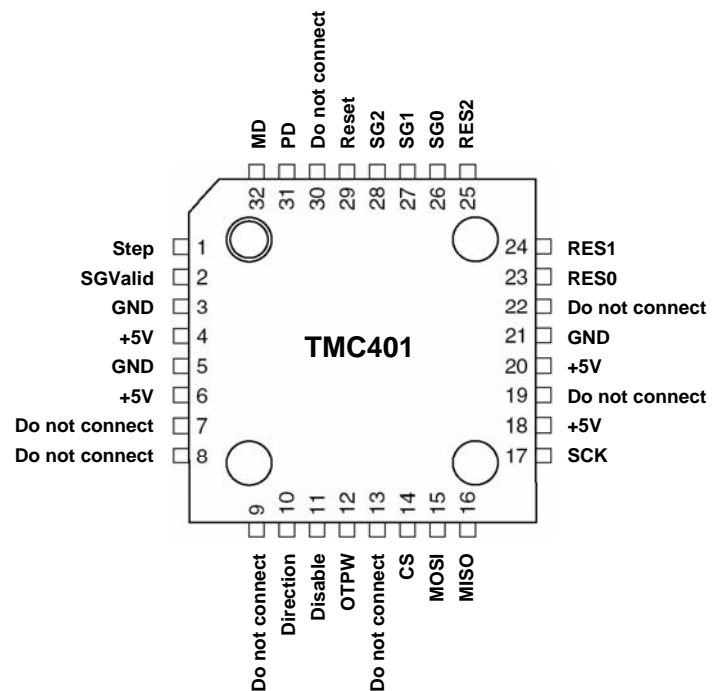 MD
PD
Do not connect
Reset
SG2
SG1
SG0
RES2
32
31
30
29
28
27
26
25
Step
1
SGValid
2
GND
3
+5V
4
GND
5
+5V
6
Do not connect
7
Do not connect
8
TMC401
24
RES1
23
RES0
22
Do not connect
21
GND
20
+5V
19
Do not connect
18
+5V
17
SCK
9
10
11
12
13
14
15
16
Do not connect
Direction
Disable
OTPW
Do not connect
CS
MOSI
MISO